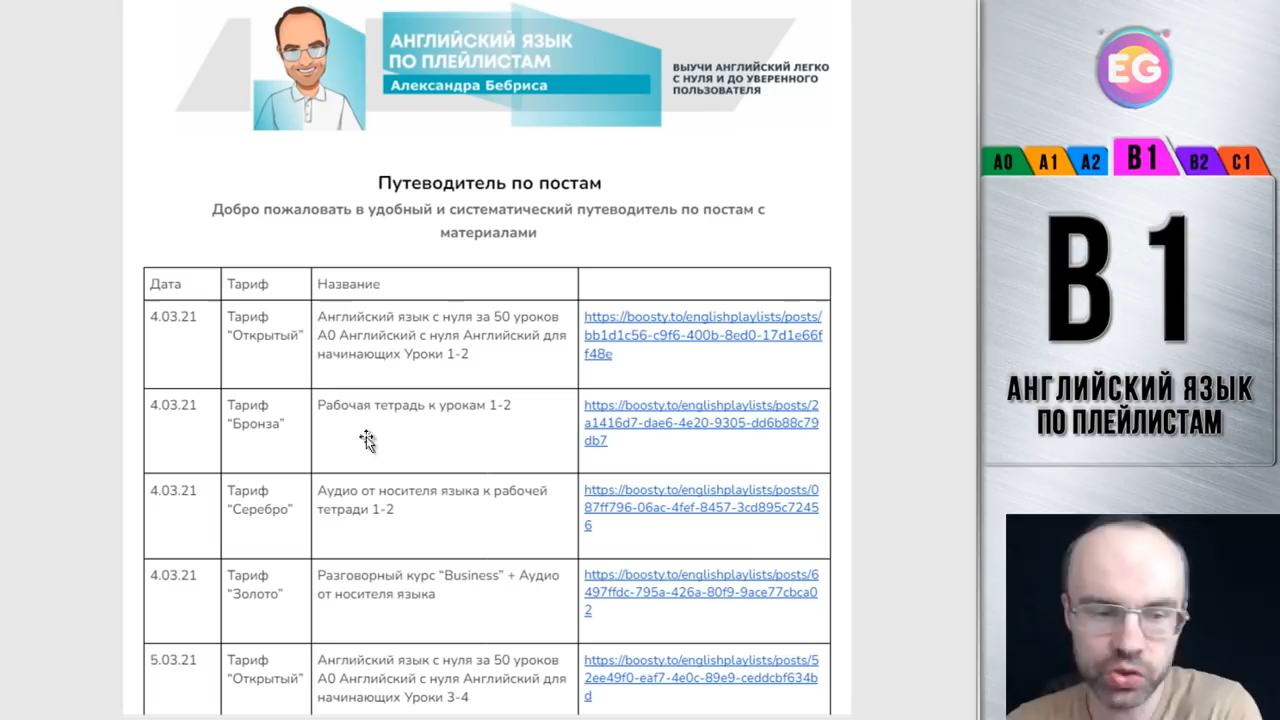 АНГЛИЙСКИЙ ЯЗЫК
ПО ПЛЕЙЛИСТАМ
Александра Бебриса
ВЫУЧИ АНГЛИЙСКИЙ ЛЕГКО
С НУЛЯ И ДО УВЕРЕННОГО
ПОЛЬЗОВАТЕЛЯ
Путеводитель по постам
Добро пожаловать в удобный и систематический путеводитель по постам с
материалами
Дата
Тариф
Название
4.03.21
Тариф
“Открытый”
Английский язык с нуля за 50 уроков
А0 Английский с нуля Английский для
начинающих Уроки 1-2
https://boosty.to/englishplaylists/posts/
bb1d1c56-c9f6-400b-8ed0-17d1e66f
f48e
4.03.21
Тариф
“Бронза”
Рабочая тетрадь к урокам 1-2
https://boosty.to/englishplaylists/posts/2
a1416d7-dae6-4e20-9305-dd6b88c79
db7
4.03.21
Тариф
“Серебро”
Аудио от носителя языка к рабочей
тетради 1-2
https://boosty.to/englishplaylists/posts/0
87ff796-06ac-4fef-8457-3cd895c7245
6
4.03.21
Тариф
“Золото”
Разговорный курс “Business” + Аудио
от носителя языка
https://boosty.to/englishplaylists/posts/6
497ffdc-795a-426a-80f9-9ace77cbca0
2
5.03.21
Тариф
“Открытый”
Английский язык с нуля за 50 уроков
А0 Английский с нуля Английский для
начинающих Уроки 3-4
https://boosty.to/englishplaylists/posts/5
2ee49f0-eaf7-4e0c-89e9-ceddcbf634b
d
EG
A0 A1 A2 B1 B2 C1
B1
АНГЛИЙСКИЙ ЯЗЫК
ПО ПЛЕЙЛИСТАМ